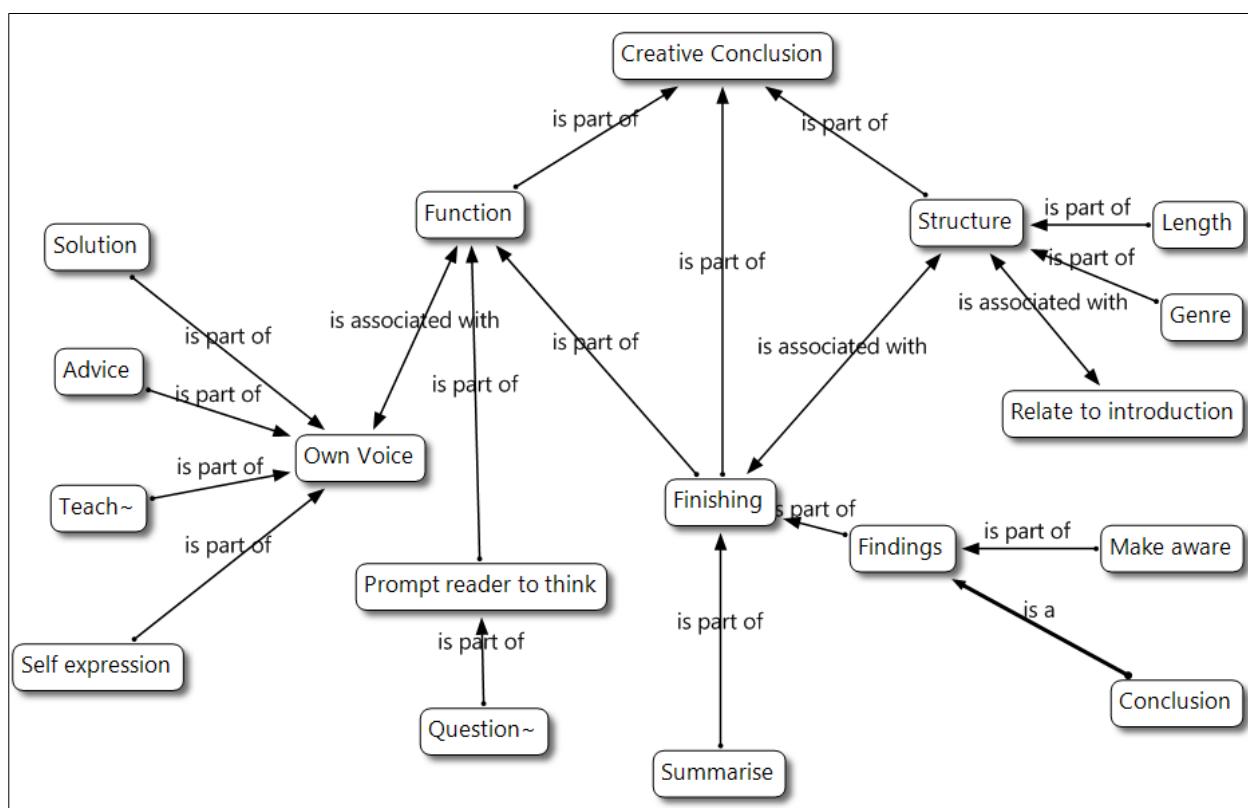 Creative Conclusion
is part of
is part of
Function
Structure
is part of
Length
Solution
is part of
is part of
Genre
is associated with
is part of
is associated with
is part of
is associated with
Advice
is part of
is part of
Relate to introduction
Own Voice
is part of
Finishing
Teach~
is part of
Findings
is part of
Make aware
is part of
Prompt reader to think
is a
is part of
is part of
Self expression
Conclusion
Question~
Summarise